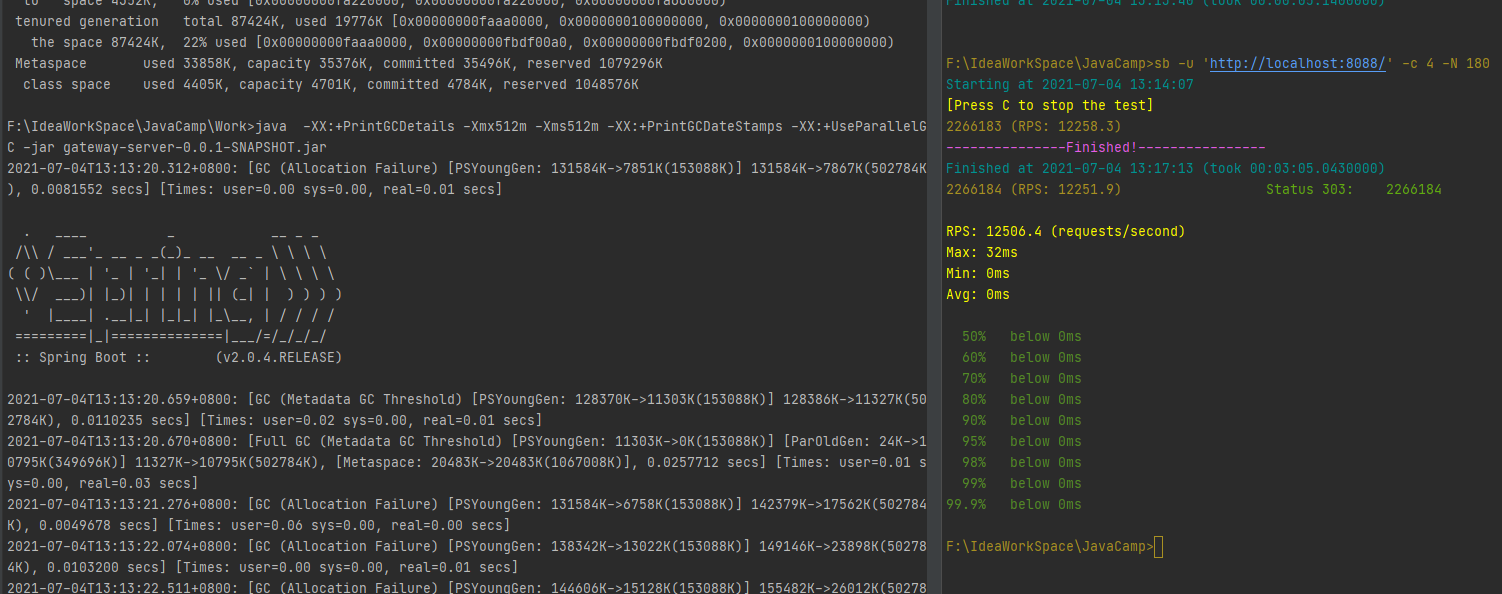 to   space 4352K,   0% used [0x00000000fa220000, 0x00000000fa220000, 0x00000000fa660000)
 tenured generation   total 87424K, used 19776K [0x00000000faaa0000, 0x0000000100000000, 0x0000000100000000)
   the space 87424K,  22% used [0x00000000faaa0000, 0x00000000fbdf00a0, 0x00000000fbdf0200, 0x0000000100000000)
 Metaspace       used 33858K, capacity 35376K, committed 35496K, reserved 1079296K
  class space    used 4405K, capacity 4701K, committed 4784K, reserved 1048576K
F:\IdeaWorkSpace\JavaCamp\Work>java  -XX:+PrintGCDetails -Xmx512m -Xms512m -XX:+PrintGCDateStamps -XX:+UseParallelG
C -jar gateway-server-0.0.1-SNAPSHOT.jar
2021-07-04T13:13:20.312+0800: [GC (Allocation Failure) [PSYoungGen: 131584K->7851K(153088K)] 131584K->7867K(502784K
), 0.0081552 secs] [Times: user=0.00 sys=0.00, real=0.01 secs]
  .   ____          _            __ _ _
 /\\ / ___'_ __ _ _(_)_ __  __ _ \ \ \ \
( ( )\___ | '_ | '_| | '_ \/ _` | \ \ \ \
 \\/  ___)| |_)| | | | | || (_| |  ) ) ) )
  '  |____| .__|_| |_|_| |_\__, | / / / /
 =========|_|==============|___/=/_/_/_/
 :: Spring Boot ::        (v2.0.4.RELEASE)
2021-07-04T13:13:20.659+0800: [GC (Metadata GC Threshold) [PSYoungGen: 128370K->11303K(153088K)] 128386K->11327K(50
2784K), 0.0110235 secs] [Times: user=0.02 sys=0.00, real=0.01 secs]
2021-07-04T13:13:20.670+0800: [Full GC (Metadata GC Threshold) [PSYoungGen: 11303K->0K(153088K)] [ParOldGen: 24K->1
0795K(349696K)] 11327K->10795K(502784K), [Metaspace: 20483K->20483K(1067008K)], 0.0257712 secs] [Times: user=0.01 s
ys=0.00, real=0.03 secs]
2021-07-04T13:13:21.276+0800: [GC (Allocation Failure) [PSYoungGen: 131584K->6758K(153088K)] 142379K->17562K(502784
K), 0.0049678 secs] [Times: user=0.06 sys=0.00, real=0.00 secs]
2021-07-04T13:13:22.074+0800: [GC (Allocation Failure) [PSYoungGen: 138342K->13022K(153088K)] 149146K->23898K(50278
4K), 0.0103200 secs] [Times: user=0.00 sys=0.00, real=0.01 secs]
2021-07-04T13:13:22.511+0800: [GC (Allocation Failure) [PSYoungGen: 144606K->15128K(153088K)] 155482K->26012K(50278
Finished at 2021-07-04 13:13:40 (took 00:00:05.1400000)
F:\IdeaWorkSpace\JavaCamp>sb -u 'http://localhost:8088/' -c 4 -N 180
Starting at 2021-07-04 13:14:07
[Press C to stop the test]
2266183 (RPS: 12258.3)
---------------Finished!----------------
Finished at 2021-07-04 13:17:13 (took 00:03:05.0430000)
2266184 (RPS: 12251.9)                  Status 303:    2266184
RPS: 12506.4 (requests/second)
Max: 32ms
Min: 0ms
Avg: 0ms
  50%   below 0ms
  60%   below 0ms
  70%   below 0ms
  80%   below 0ms
  90%   below 0ms
  95%   below 0ms
  98%   below 0ms
  99%   below 0ms
99.9%   below 0ms
F:\IdeaWorkSpace\JavaCamp>